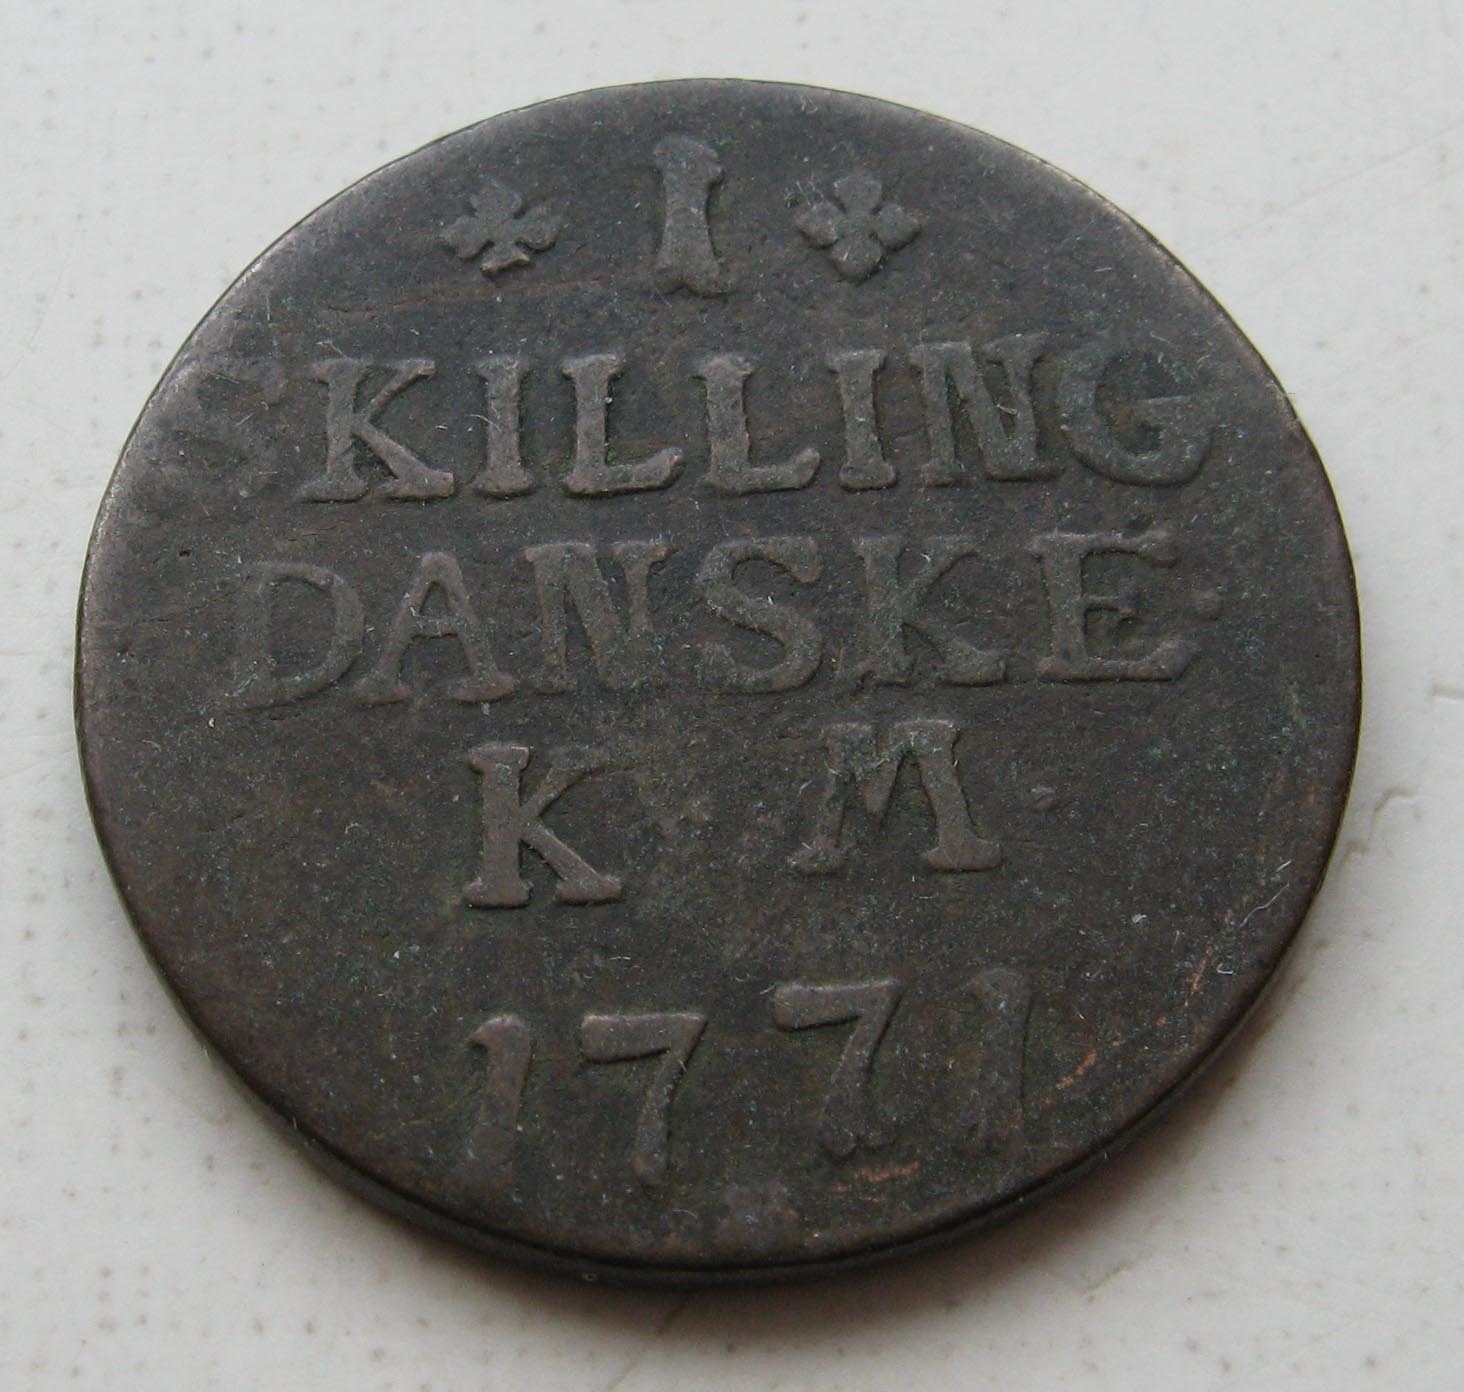 1
SKILLING
DANSKE.
K M.
1771